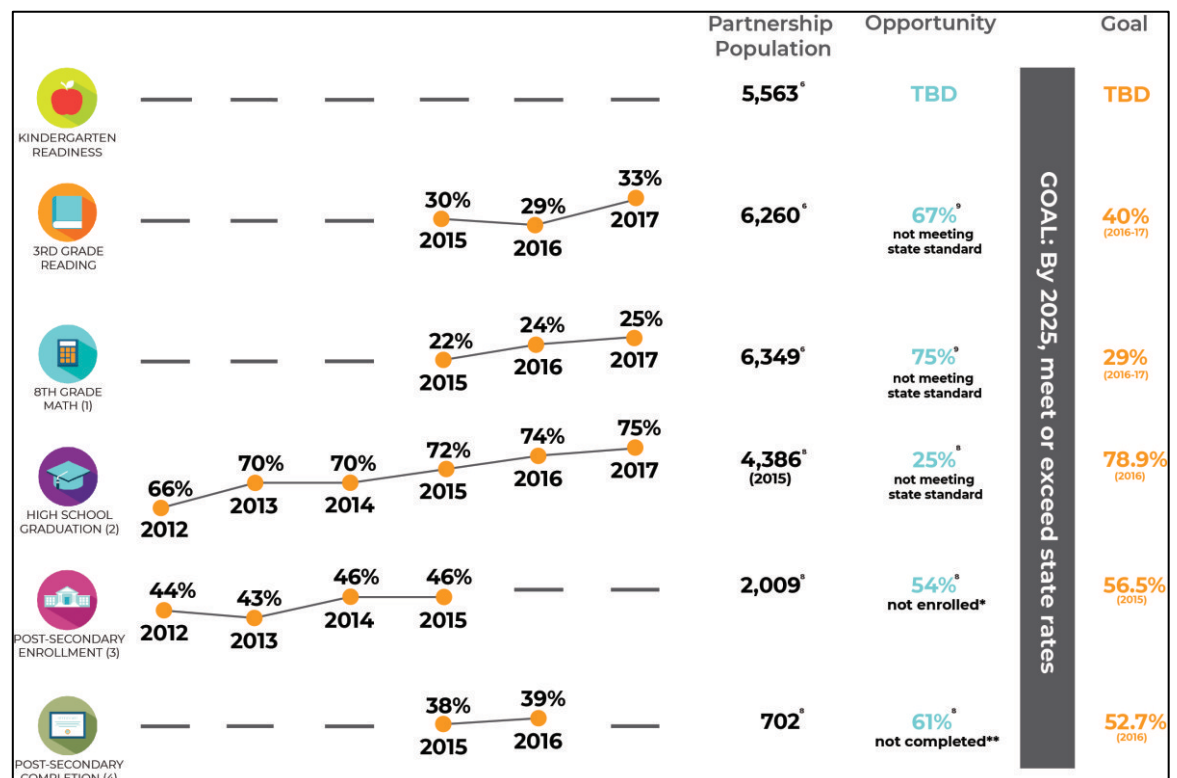 Partnership
Population
Opportunity
Goal
KINDERGARTEN
READINESS
5,563⁶
TBD
TBD
3RD GRADE
READING
30%
2015
29%
2016
33%
2017
6,260⁶
67%⁹
not meeting
state standard
40%
(2016-17)
8TH GRADE
MATH (1)
22%
2015
24%
2016
25%
2017
6,349⁶
75%⁹
not meeting
state standard
29%
(2016-17)
HIGH SCHOOL
GRADUATION (2)
66%
2012
70%
2013
70%
2014
72%
2015
74%
2016
75%
2017
4,386⁸
(2015)
25%⁸
not meeting
state standard
78.9%
(2016)
POST-SECONDARY
ENROLLMENT (3)
44%
2012
43%
2013
46%
2014
46%
2015
2,009⁸
54%⁸
not enrolled*
56.5%
(2015)
POST-SECONDARY
COMPLETION (4)
38%
2015
39%
2016
702⁸
61%⁸
not completed**
52.7%
(2016)
GOAL: By 2025, meet or exceed state rates